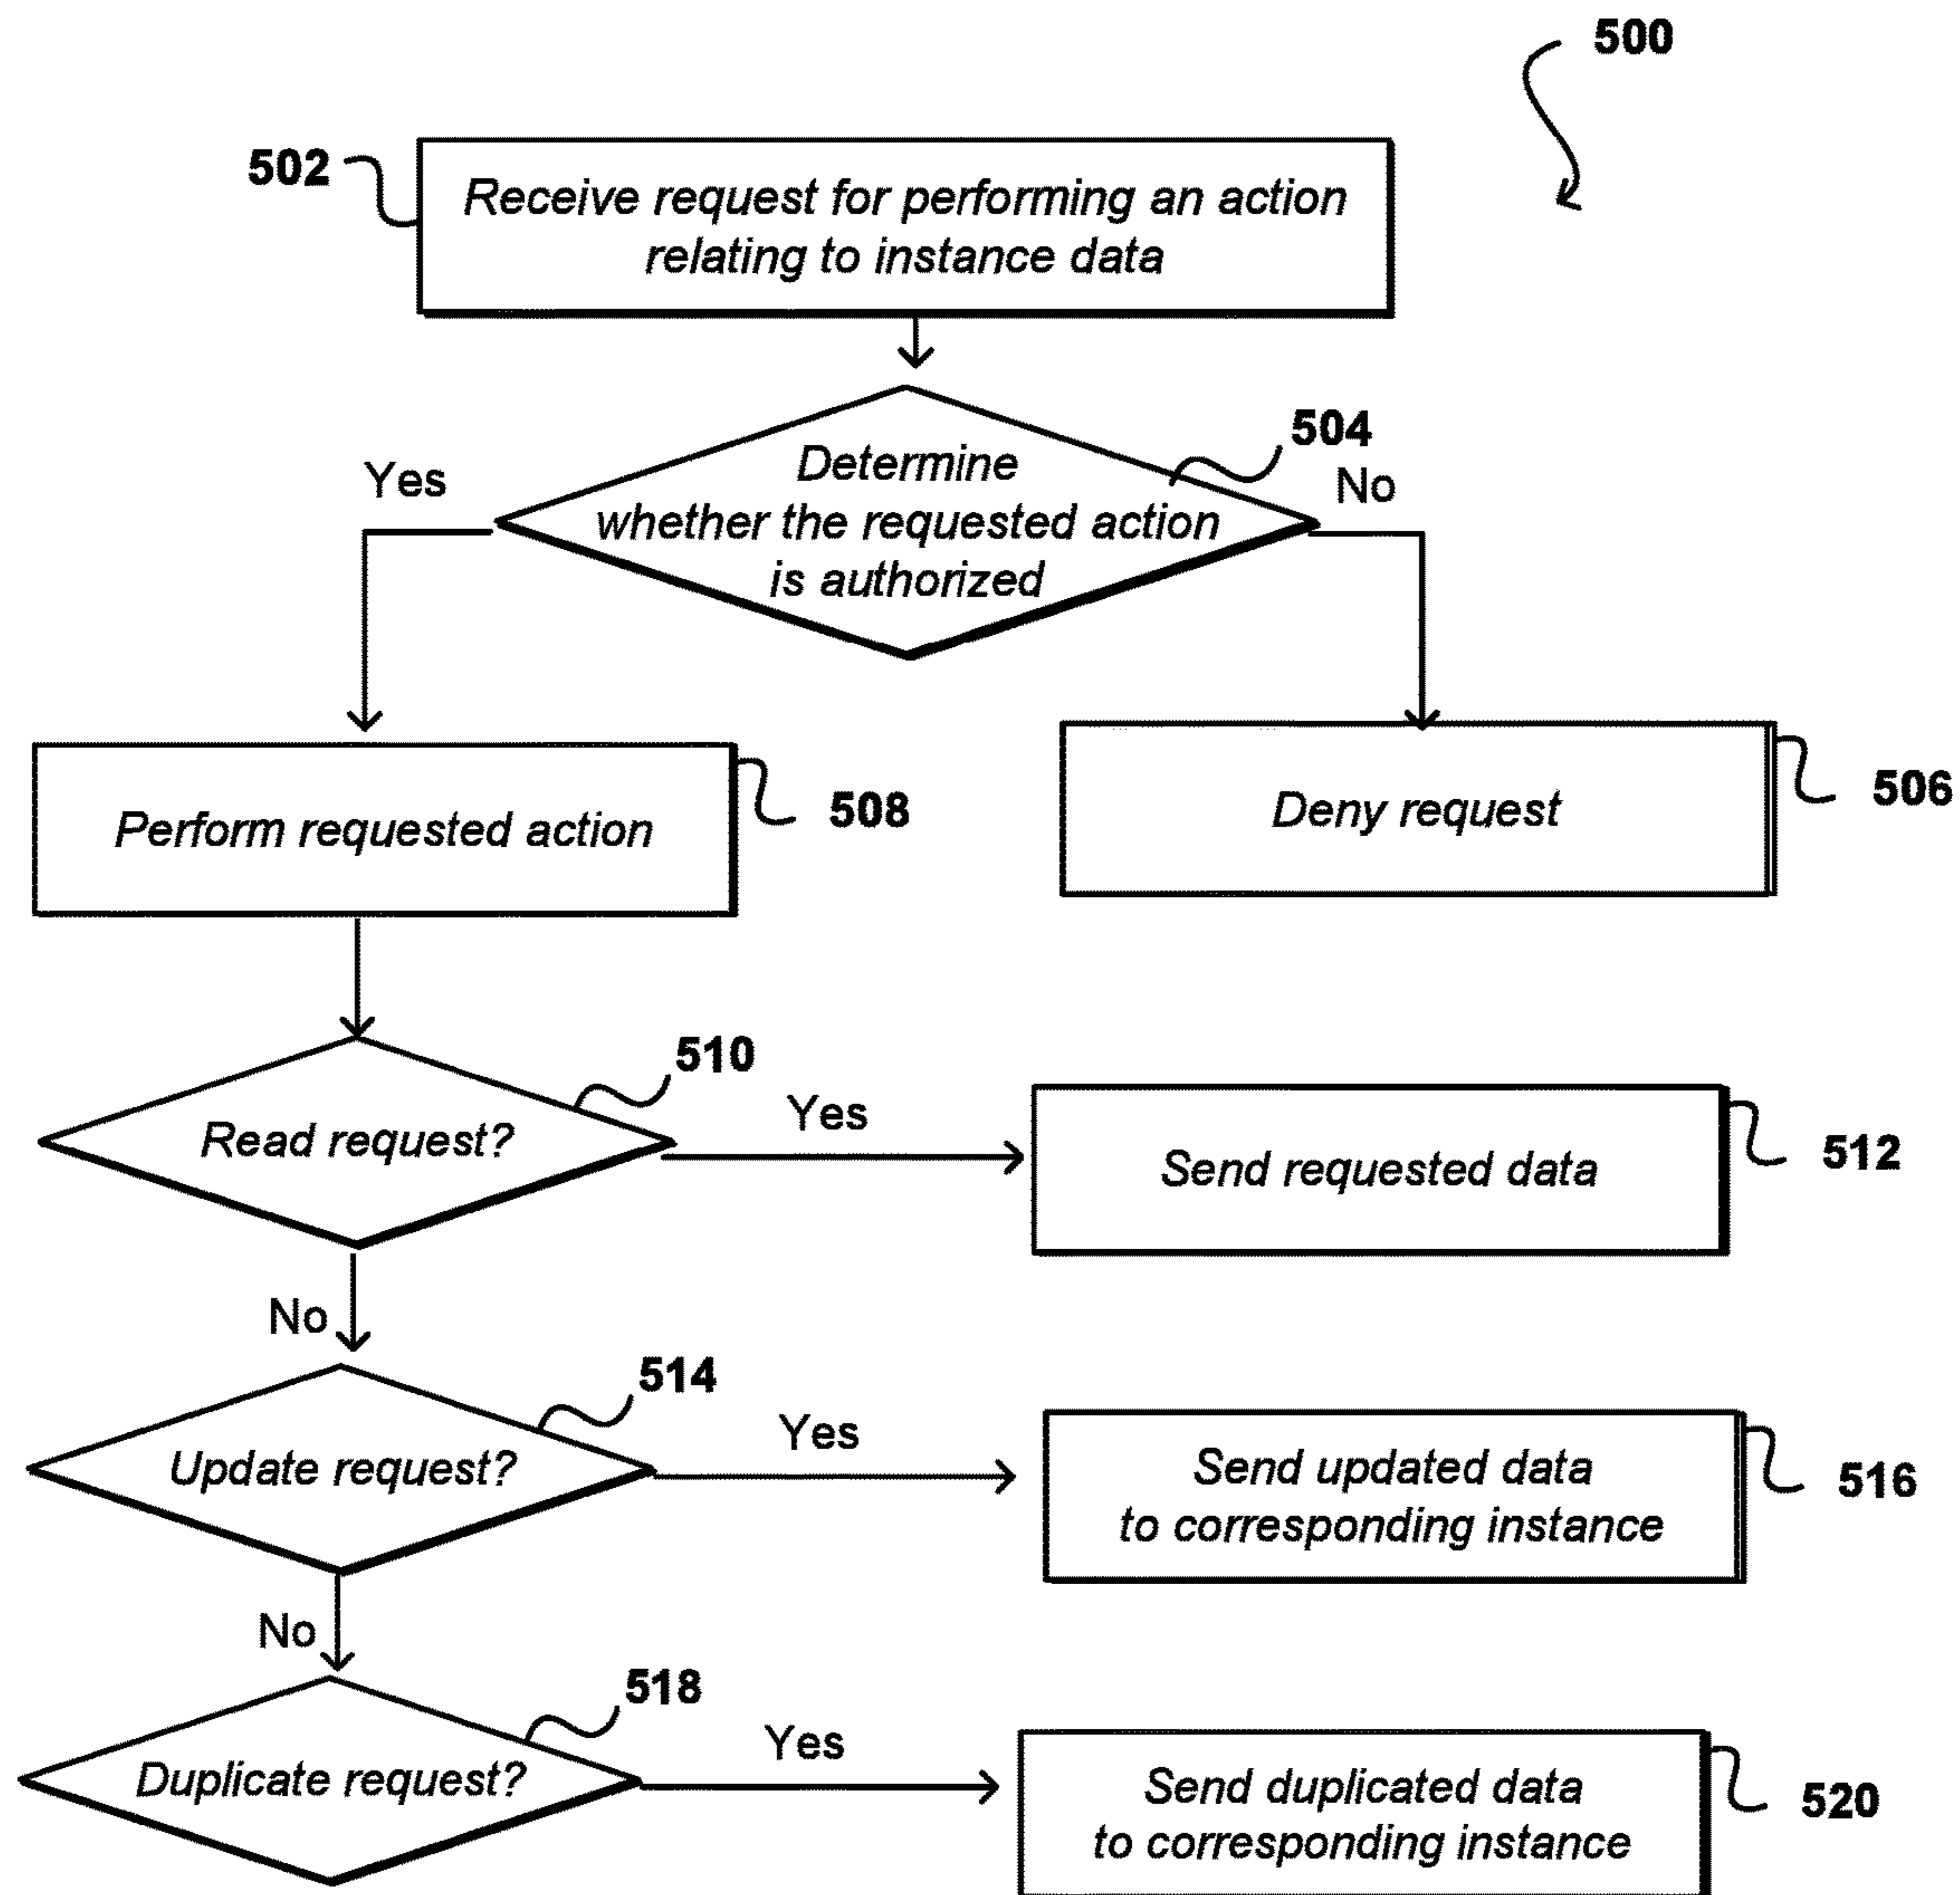 500
502
Receive request for performing an action
relating to instance data
504
Yes
No
Determine
whether the requested action
is authorized
508
Perform requested action
506
Deny request
510
Read request?
Yes
512
Send requested data
No
514
Update request?
Yes
516
Send updated data
to corresponding instance
No
518
Duplicate request?
Yes
520
Send duplicated data
to corresponding instance